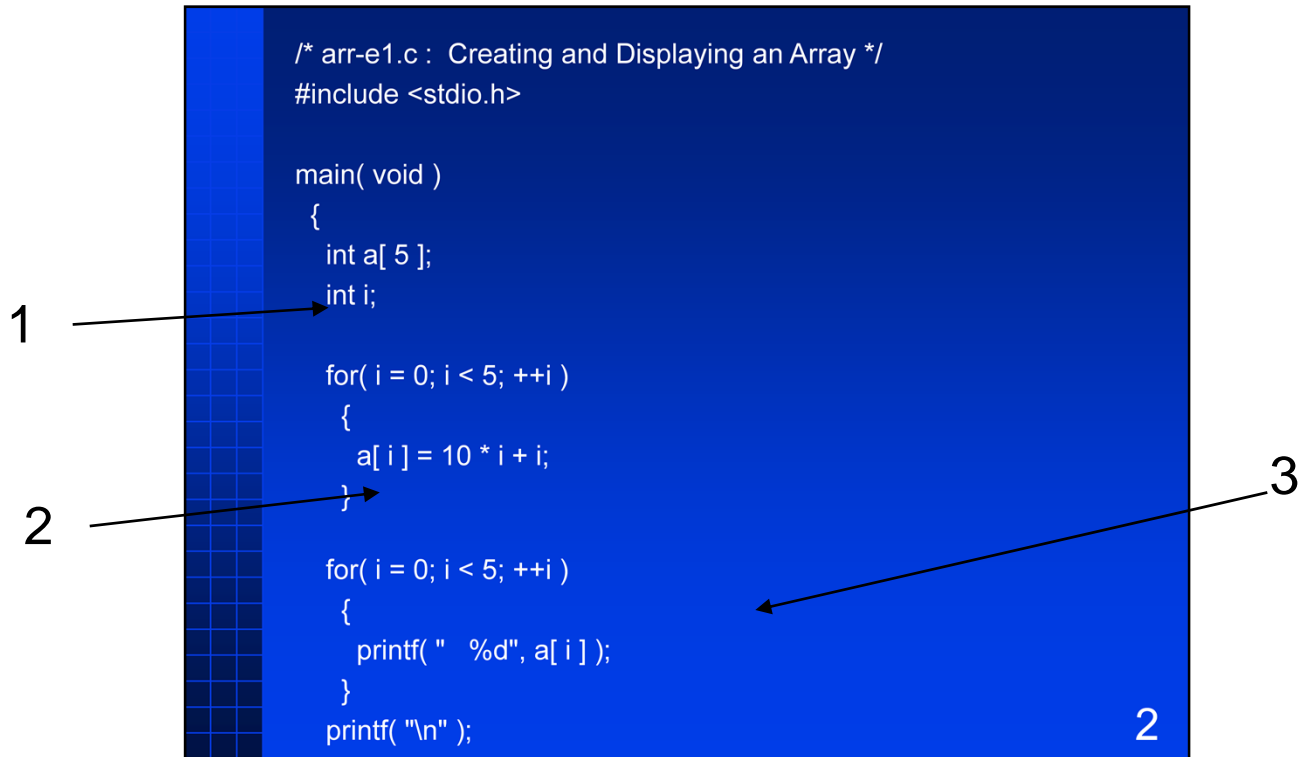 /* arr-e1.c :  Creating and Displaying an Array */
#include <stdio.h>
main( void )
{
int a[ 5 ];
int i;
1
for( i = 0; i < 5; ++i )
{
a[ i ] = 10 * i + i;
}
2
3
for( i = 0; i < 5; ++i )
{
printf( "   %d", a[ i ] );
}
printf( "\n" );
2